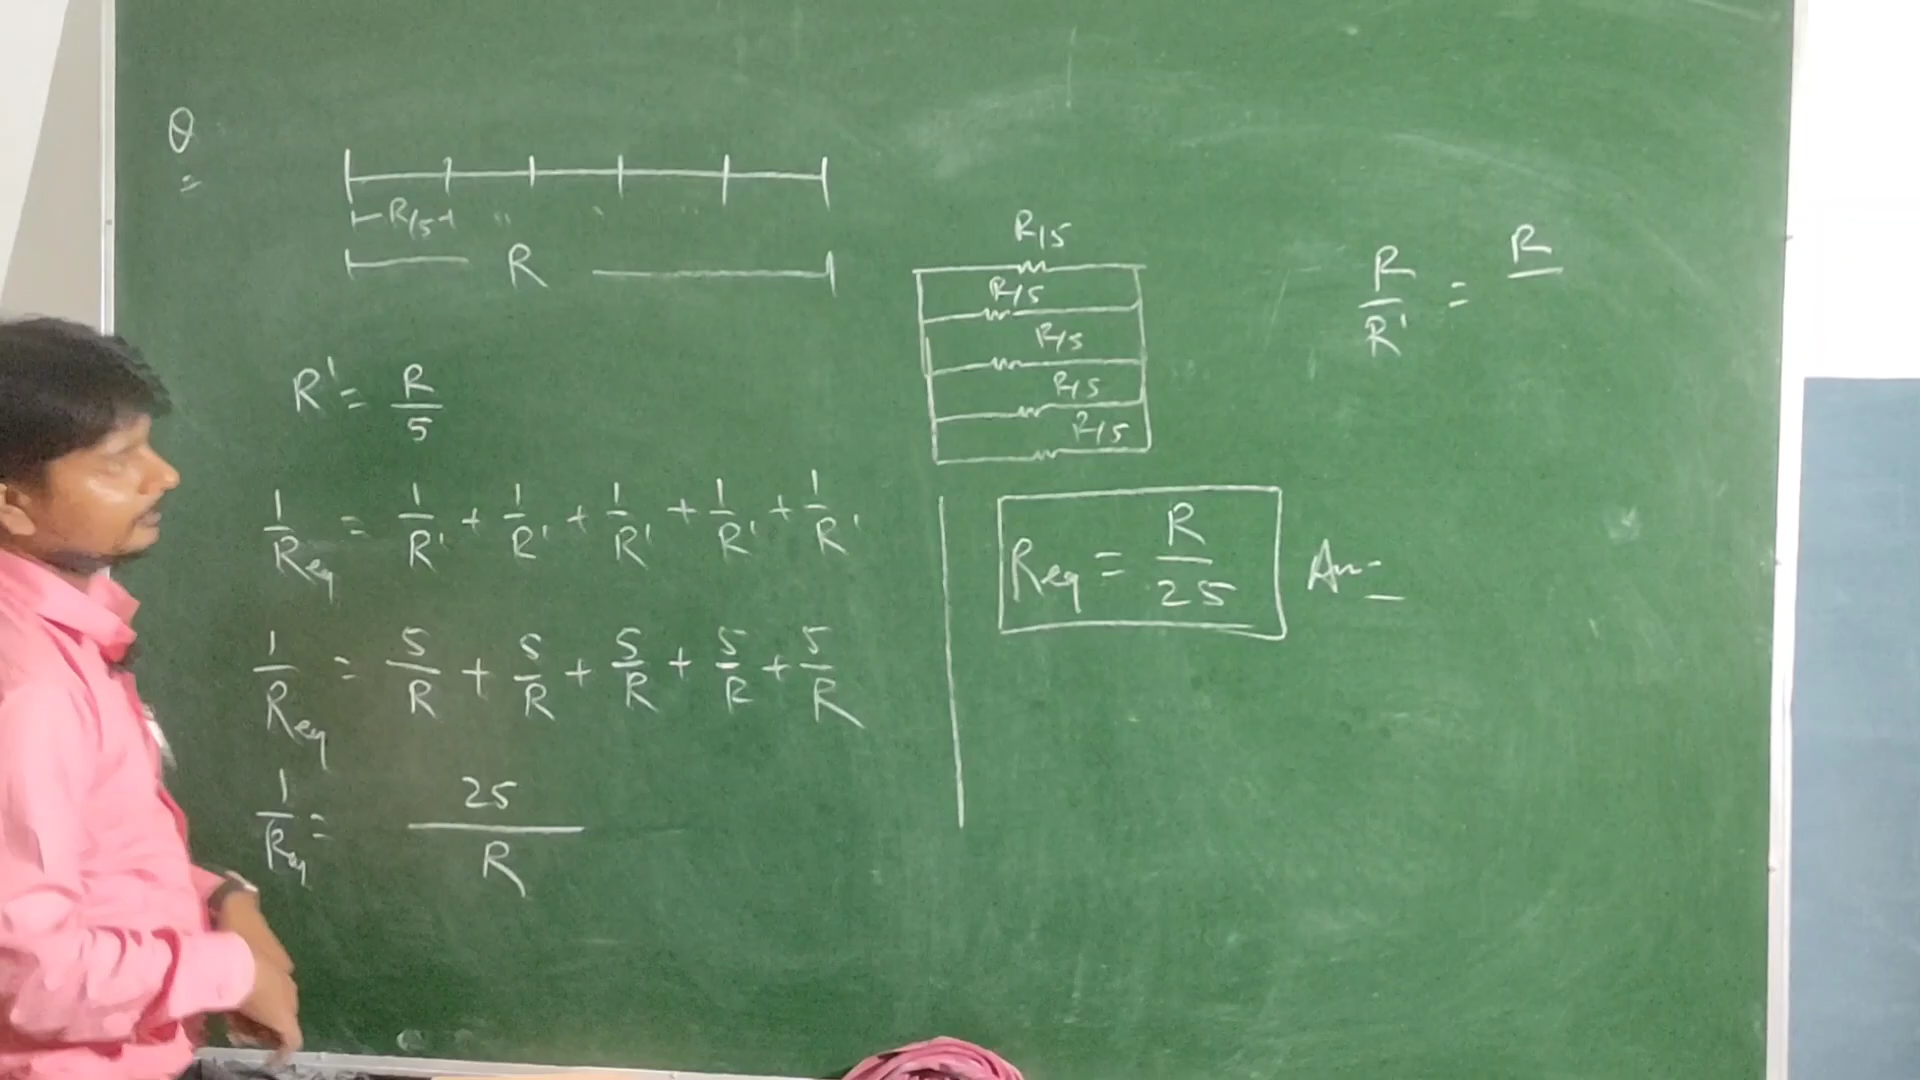 Q
R/5 " " "
R
R' = R/5
1/Req = 1/R' + 1/R' + 1/R' + 1/R' + 1/R'
1/Req = 5/R + 5/R + 5/R + 5/R + 5/R
1/Req = 25/R
R/5
R/5
R/5
R/5
R/5
Req = R/25 Ans
R/R' = R/